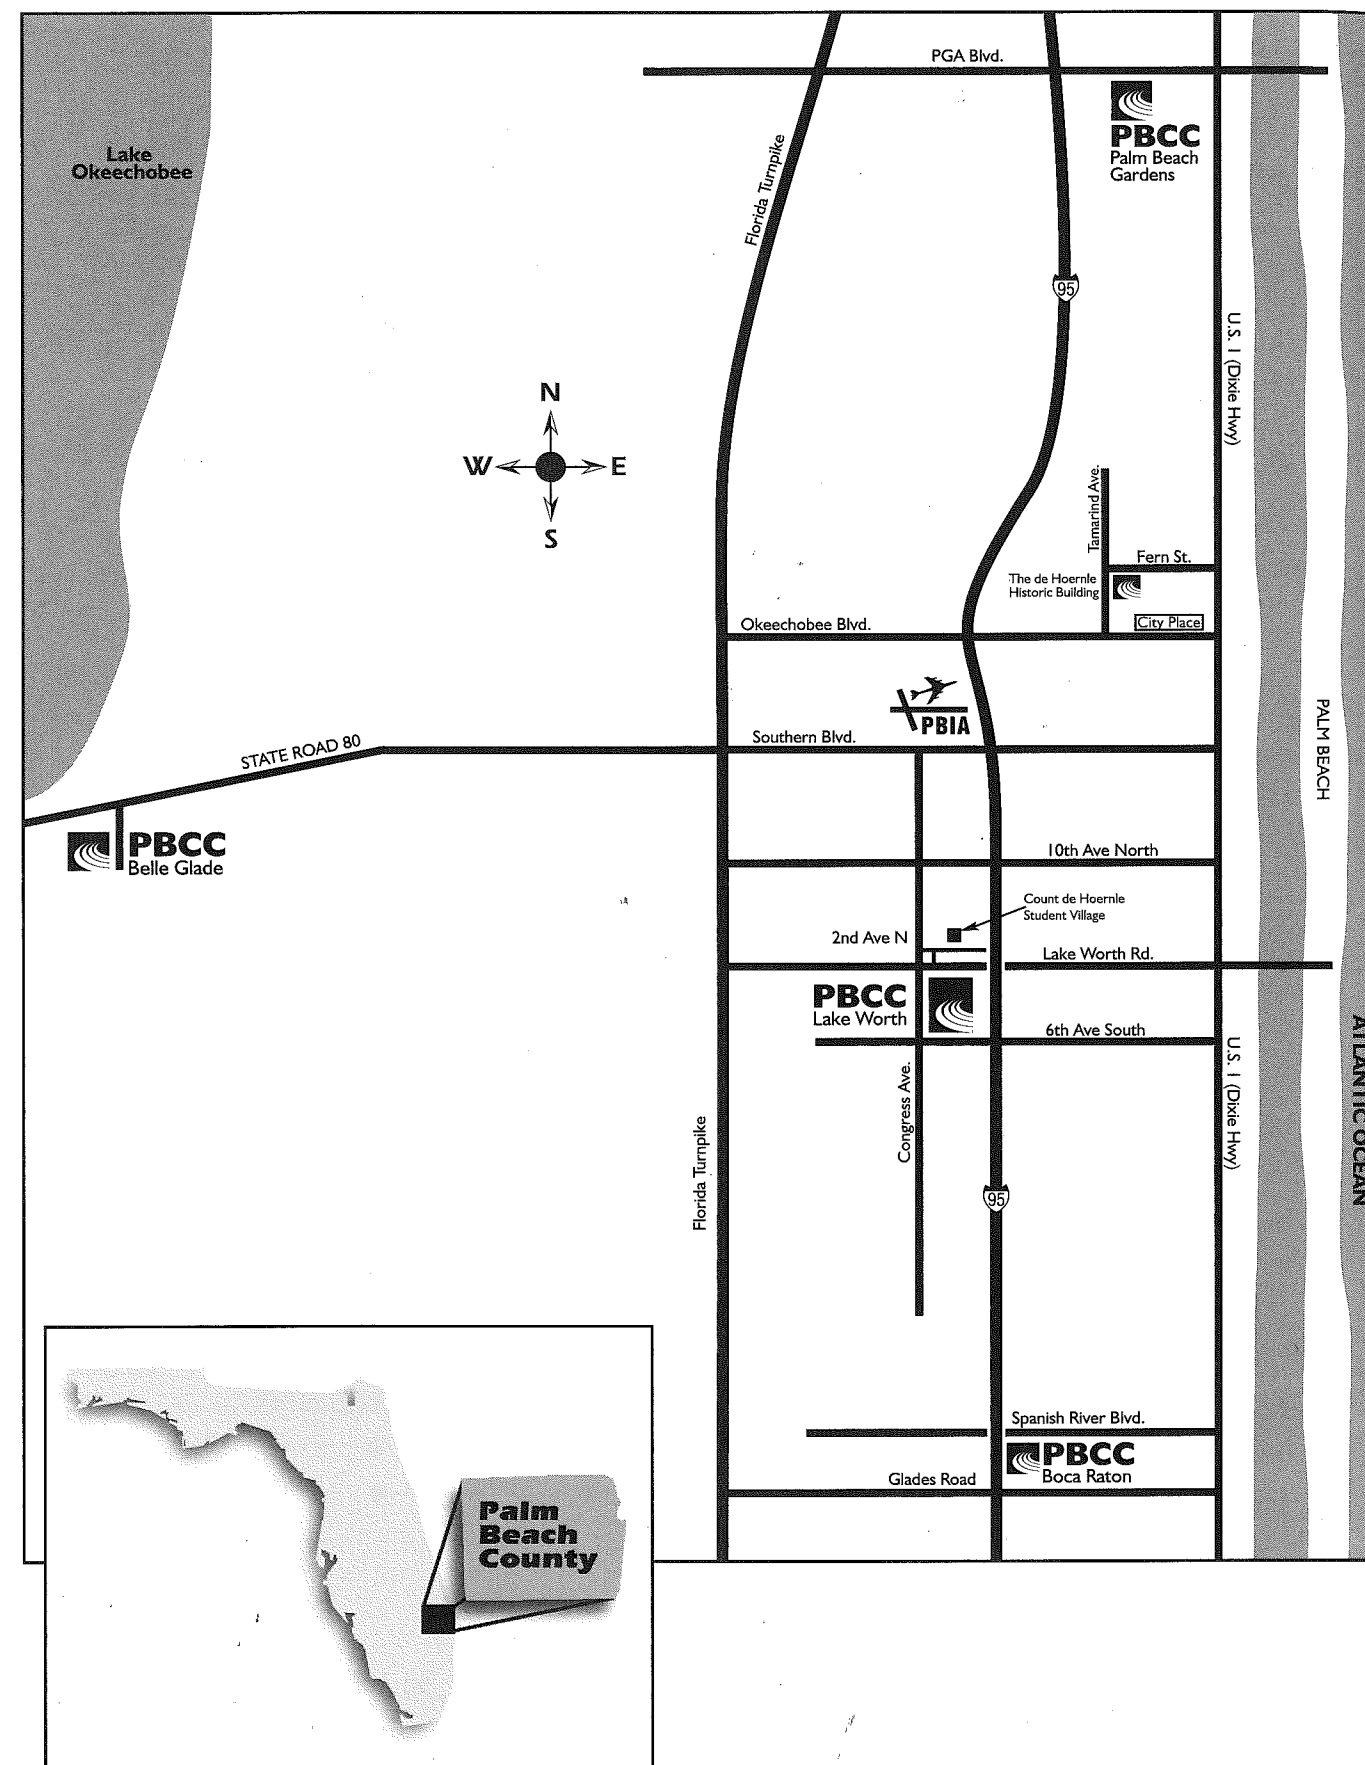 PGA Blvd.
PBCC
Palm Beach
Gardens
Lake
Okeechobee
Florida Turnpike
95
U.S. 1 (Dixie Hwy)
N
W
E
S
Tamarind Ave.
Fern St.
The de Hoernle
Historic Building
City Place
Okeechobee Blvd.
PBIA
PALM BEACH
Southern Blvd.
STATE ROAD 80
PBCC
Belle Glade
10th Ave North
Count de Hoernle
Student Village
2nd Ave N
Lake Worth Rd.
PBCC
Lake Worth
6th Ave South
ATLANTIC OCEAN
U.S. 1 (Dixie Hwy)
Congress Ave.
Florida Turnpike
95
Spanish River Blvd.
PBCC
Boca Raton
Glades Road
Palm
Beach
County